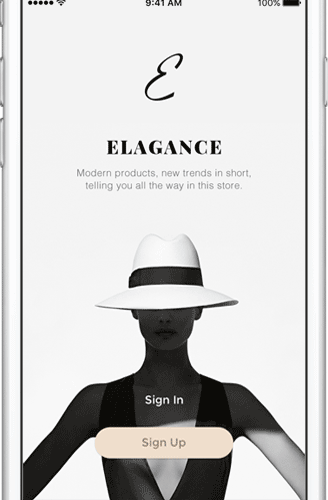 9:41 AM
100%
E
ELAGANCE
Modern products, new trends in short,
telling you all the way in this store.
Sign In
Sign Up